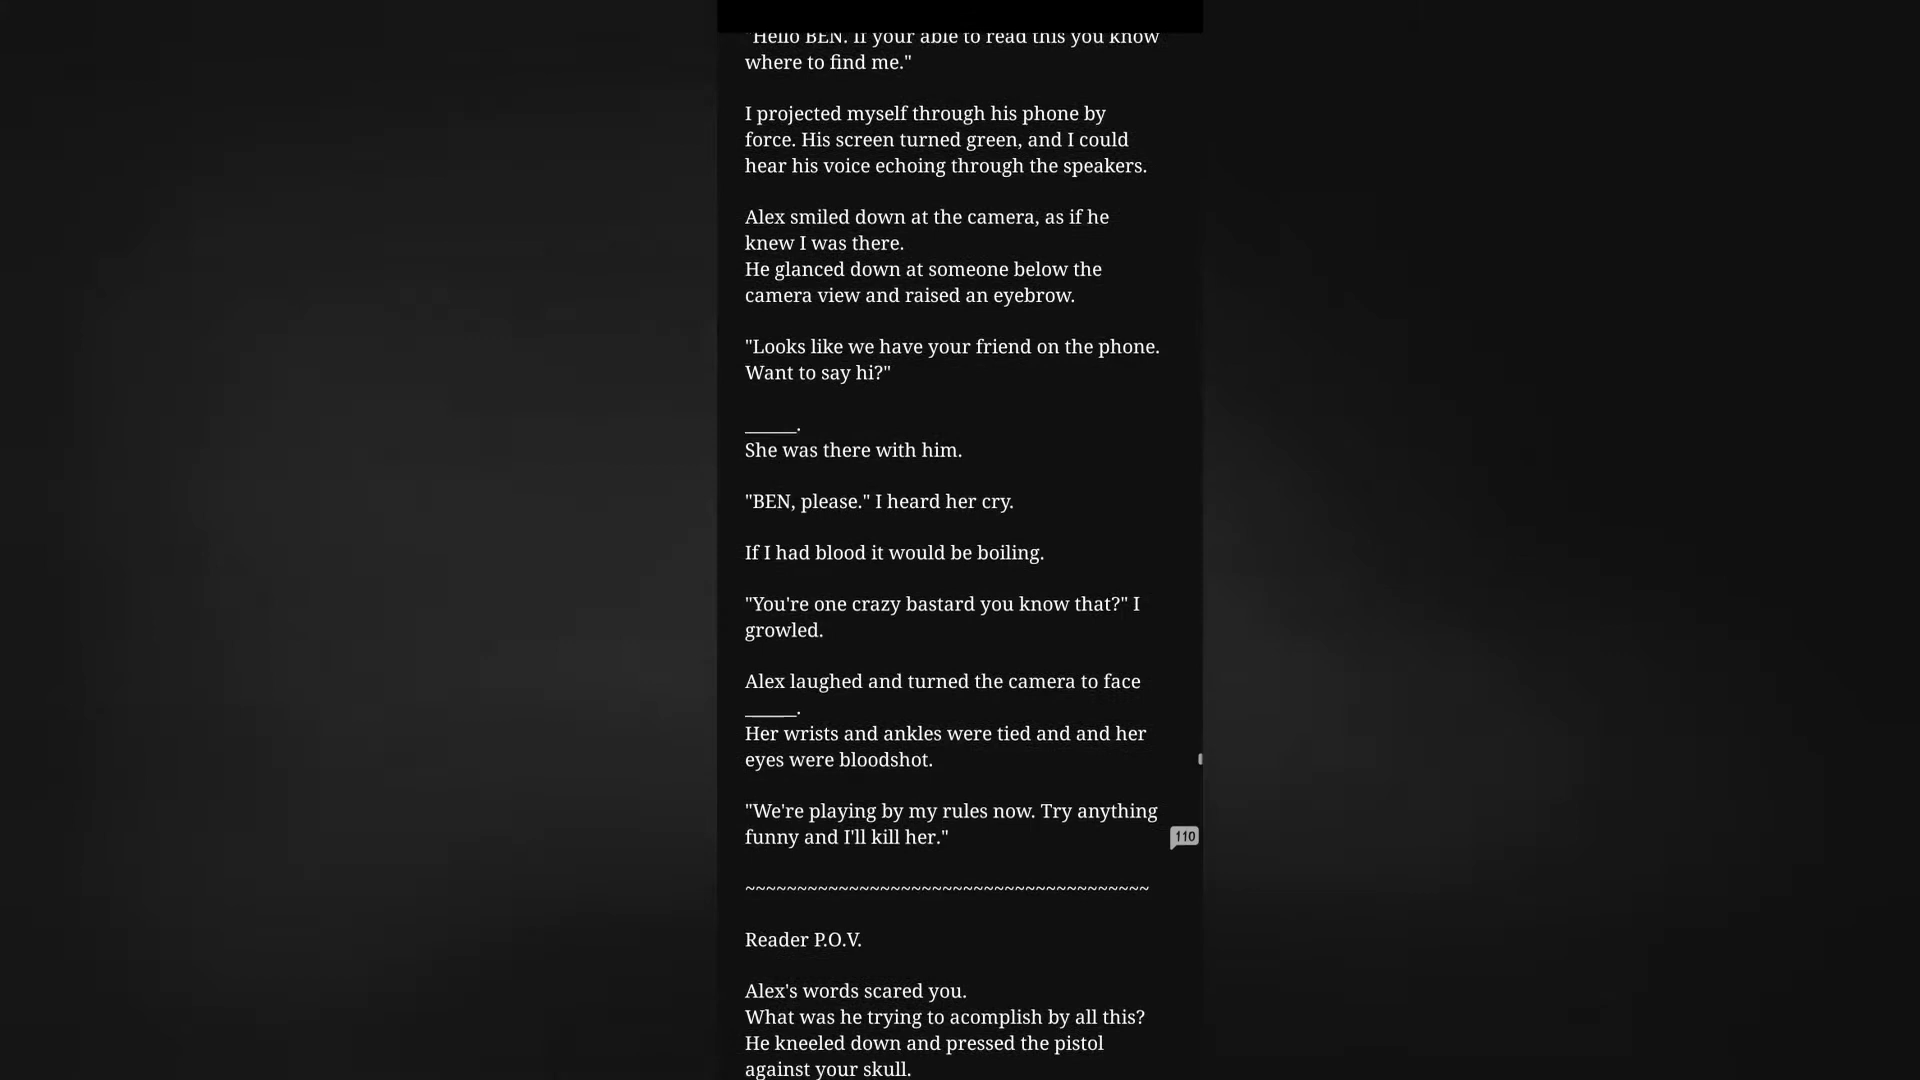 "Hello BEN. If your able to read this you know
where to find me."
I projected myself through his phone by
force. His screen turned green, and I could
hear his voice echoing through the speakers.
Alex smiled down at the camera, as if he
knew I was there.
He glanced down at someone below the
camera view and raised an eyebrow.
"Looks like we have your friend on the phone.
Want to say hi?"
______.
She was there with him.
"BEN, please." I heard her cry.
If I had blood it would be boiling.
"You're one crazy bastard you know that?" I
growled.
Alex laughed and turned the camera to face
______.
Her wrists and ankles were tied and and her
eyes were bloodshot.
"We're playing by my rules now. Try anything
funny and I'll kill her."
110
~~~~~~~~~~~~~~~~~~~~~~~~~~~~~~~~~~~~~
Reader P.O.V.
Alex's words scared you.
What was he trying to acomplish by all this?
He kneeled down and pressed the pistol
against your skull.